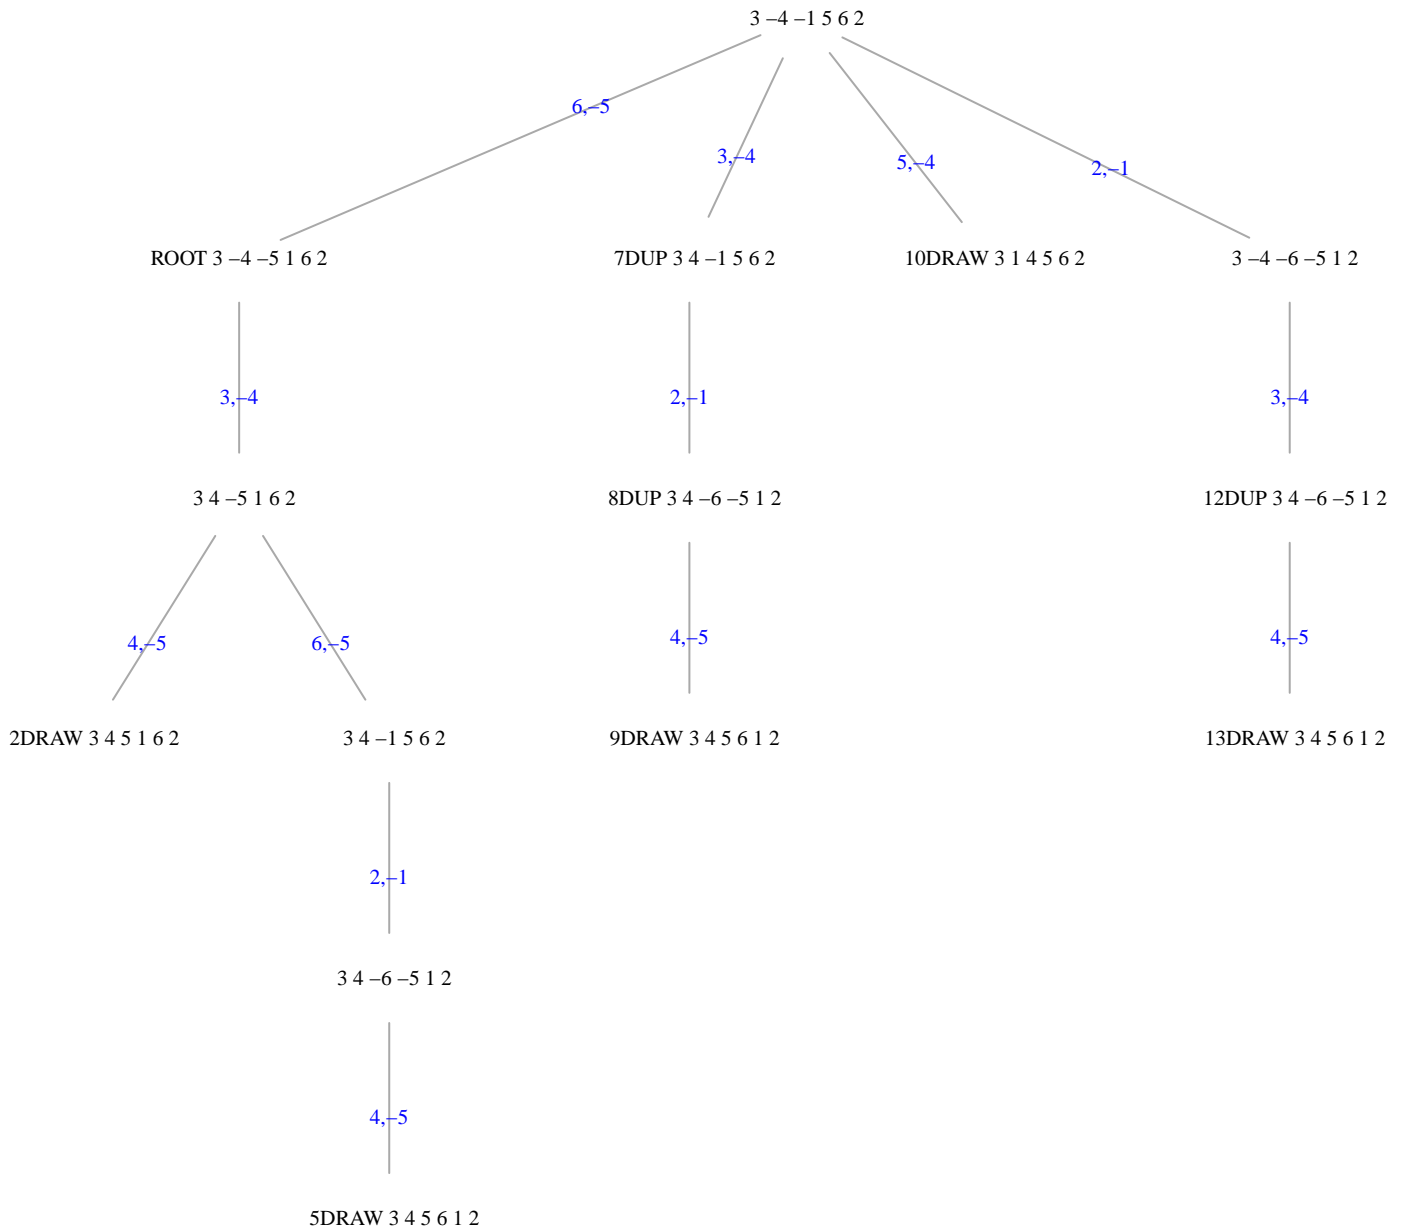 3 –4 –1 5 6 2
6,–5
3,–4
5,–4
2,–1
ROOT 3 –4 –5 1 6 2
7DUP 3 4 –1 5 6 2
10DRAW 3 1 4 5 6 2
3 –4 –6 –5 1 2
3,–4
2,–1
3,–4
3 4 –5 1 6 2
8DUP 3 4 –6 –5 1 2
12DUP 3 4 –6 –5 1 2
4,–5
6,–5
4,–5
4,–5
2DRAW 3 4 5 1 6 2
3 4 –1 5 6 2
9DRAW 3 4 5 6 1 2
13DRAW 3 4 5 6 1 2
2,–1
3 4 –6 –5 1 2
4,–5
5DRAW 3 4 5 6 1 2